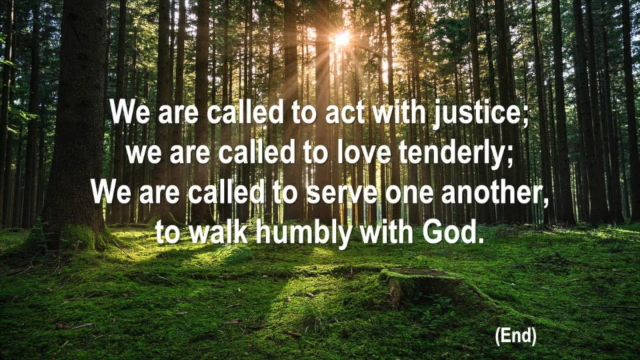 We are called to act with justice;
we are called to love tenderly;
We are called to serve one another,
to walk humbly with God.
(End)